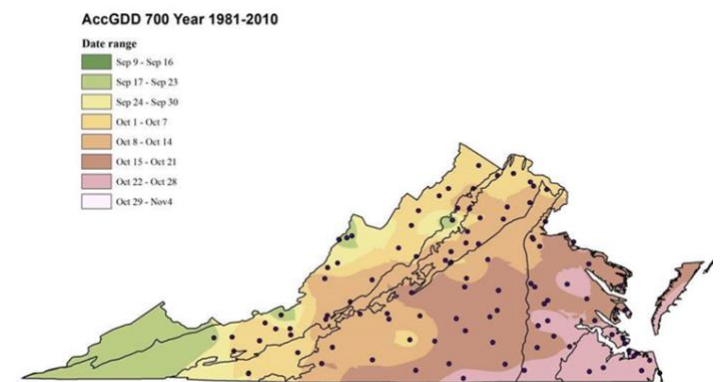 AccGDD 700 Year 1981-2010
Date range
Sep 9 - Sep 16
Sep 17 - Sep 23
Sep 24 - Sep 30
Oct 1 - Oct 7
Oct 8 - Oct 14
Oct 15 - Oct 21
Oct 22 - Oct 28
Oct 29 - Nov4